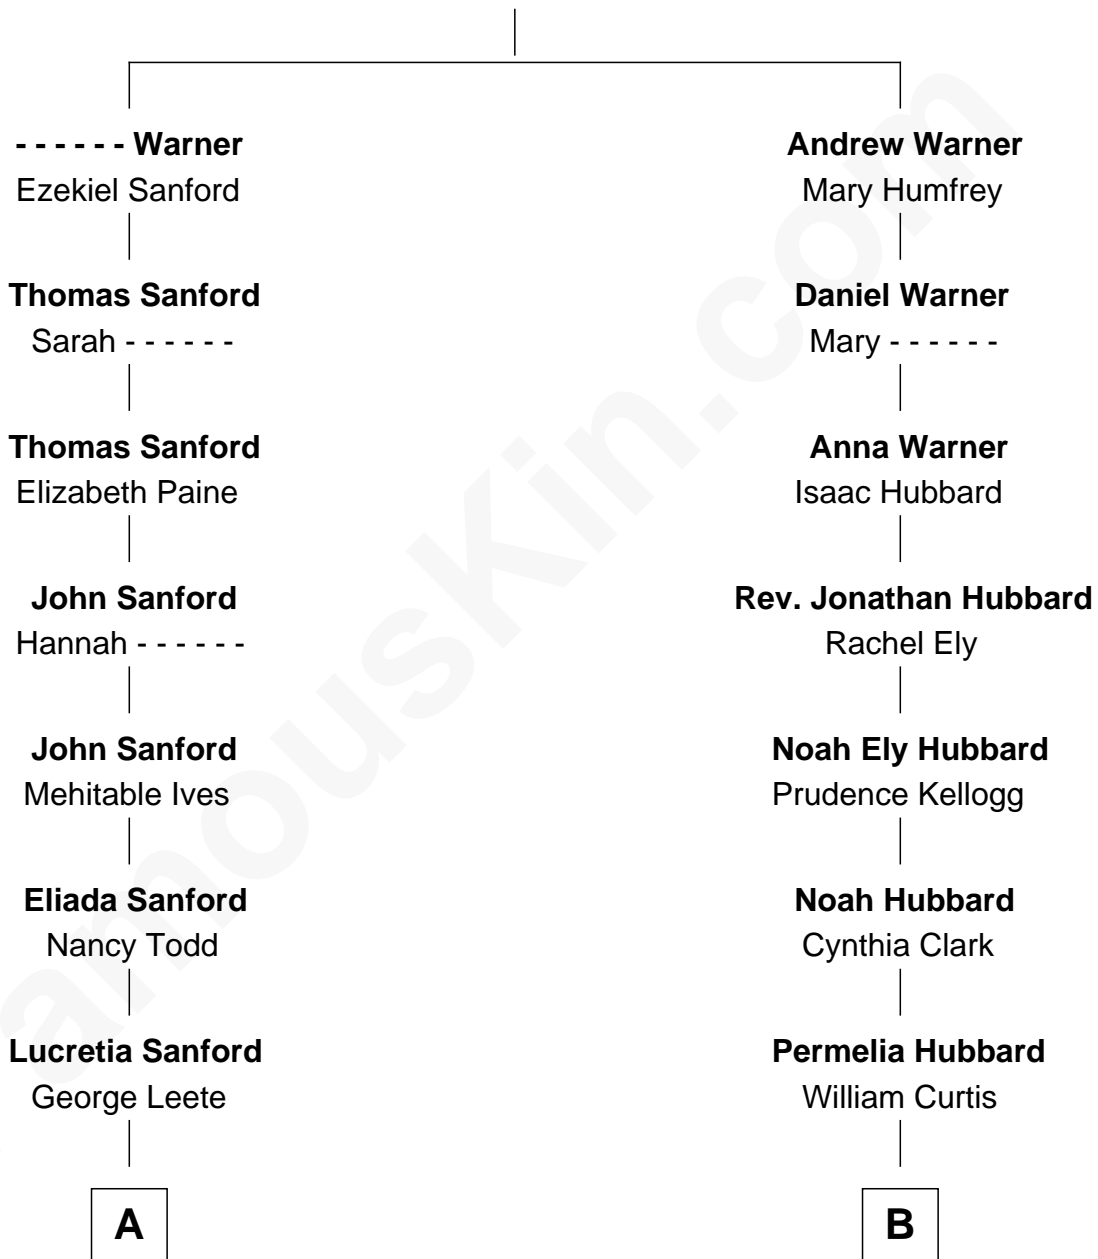 - - - - - - Warner
Ezekiel Sanford
Thomas Sanford
Sarah - - - - - -
Thomas Sanford
Elizabeth Paine
John Sanford
Hannah - - - - - -
John Sanford
Mehitable Ives
Eliada Sanford
Nancy Todd
Lucretia Sanford
George Leete
A
Andrew Warner
Mary Humfrey
Daniel Warner
Mary - - - - - -
Anna Warner
Isaac Hubbard
Rev. Jonathan Hubbard
Rachel Ely
Noah Ely Hubbard
Prudence Kellogg
Noah Hubbard
Cynthia Clark
Permelia Hubbard
William Curtis
B
amousKin.com